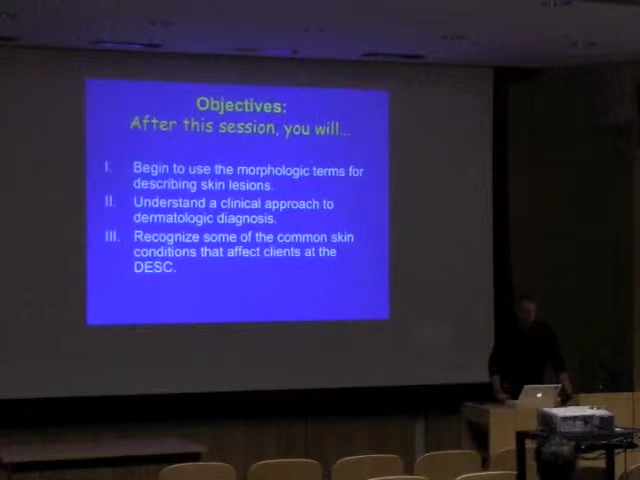 Objectives:
After this session, you will...
I. Begin to use the morphologic terms for
describing skin lesions.
II. Understand a clinical approach to
dermatologic diagnosis.
III. Recognize some of the common skin
conditions that affect clients at the
DESC.